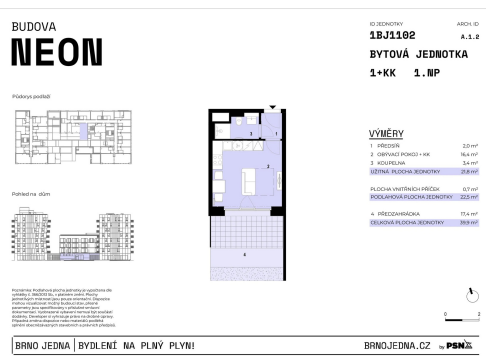 BUDOVA
NEON
ID JEDNOTKY
ARCH. ID
1BJ1102
A.1.2
BYTOVÁ JEDNOTKA
1+KK 1.NP
Půdorys podlaží
VÝMĚRY
1 PŘEDSÍŇ 2,0 m²
2 OBÝVACÍ POKOJ + KK 16,4 m²
3 KOUPELNA 3,4 m²
UŽITNÁ PLOCHA JEDNOTKY 21,8 m²
PLOCHA VNITŘNÍCH PŘÍČEK 0,7 m²
PODLAHOVÁ PLOCHA JEDNOTKY 22,5 m²
4 PŘEDZAHRÁDKA 17,4 m²
CELKOVÁ PLOCHA JEDNOTKY 39,9 m²
3
1
2
4
Pohled na dům
0 2
BRNO JEDNA BYDLENÍ NA PLNÝ PLYN!
BRNOJEDNA.CZ by PSN